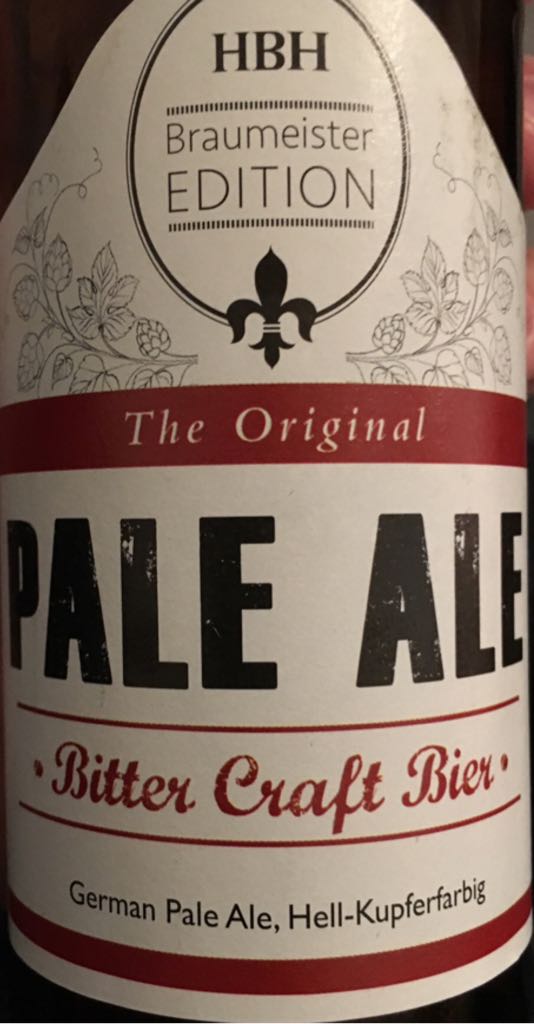 HBH
Braumeister
EDITION
The Original
PALE ALE
· Bitter Craft Bier ·
German Pale Ale, Hell-Kupferfarbig